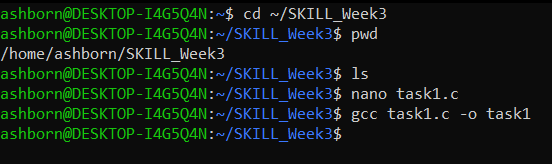 ashborn@DESKTOP-I4G5Q4N:~$ cd ~/SKILL_Week3
ashborn@DESKTOP-I4G5Q4N:~/SKILL_Week3$ pwd
/home/ashborn/SKILL_Week3
ashborn@DESKTOP-I4G5Q4N:~/SKILL_Week3$ ls
ashborn@DESKTOP-I4G5Q4N:~/SKILL_Week3$ nano task1.c
ashborn@DESKTOP-I4G5Q4N:~/SKILL_Week3$ gcc task1.c -o task1
ashborn@DESKTOP-I4G5Q4N:~/SKILL_Week3$